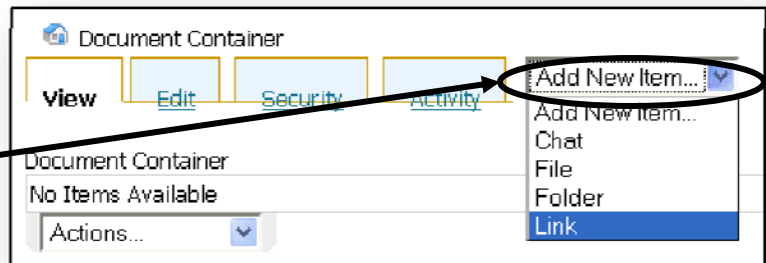 Document Container
View Edit Security Activity Add New Item...
Add New Item...
Chat
File
Folder
Link
Document Container
No Items Available
Actions...